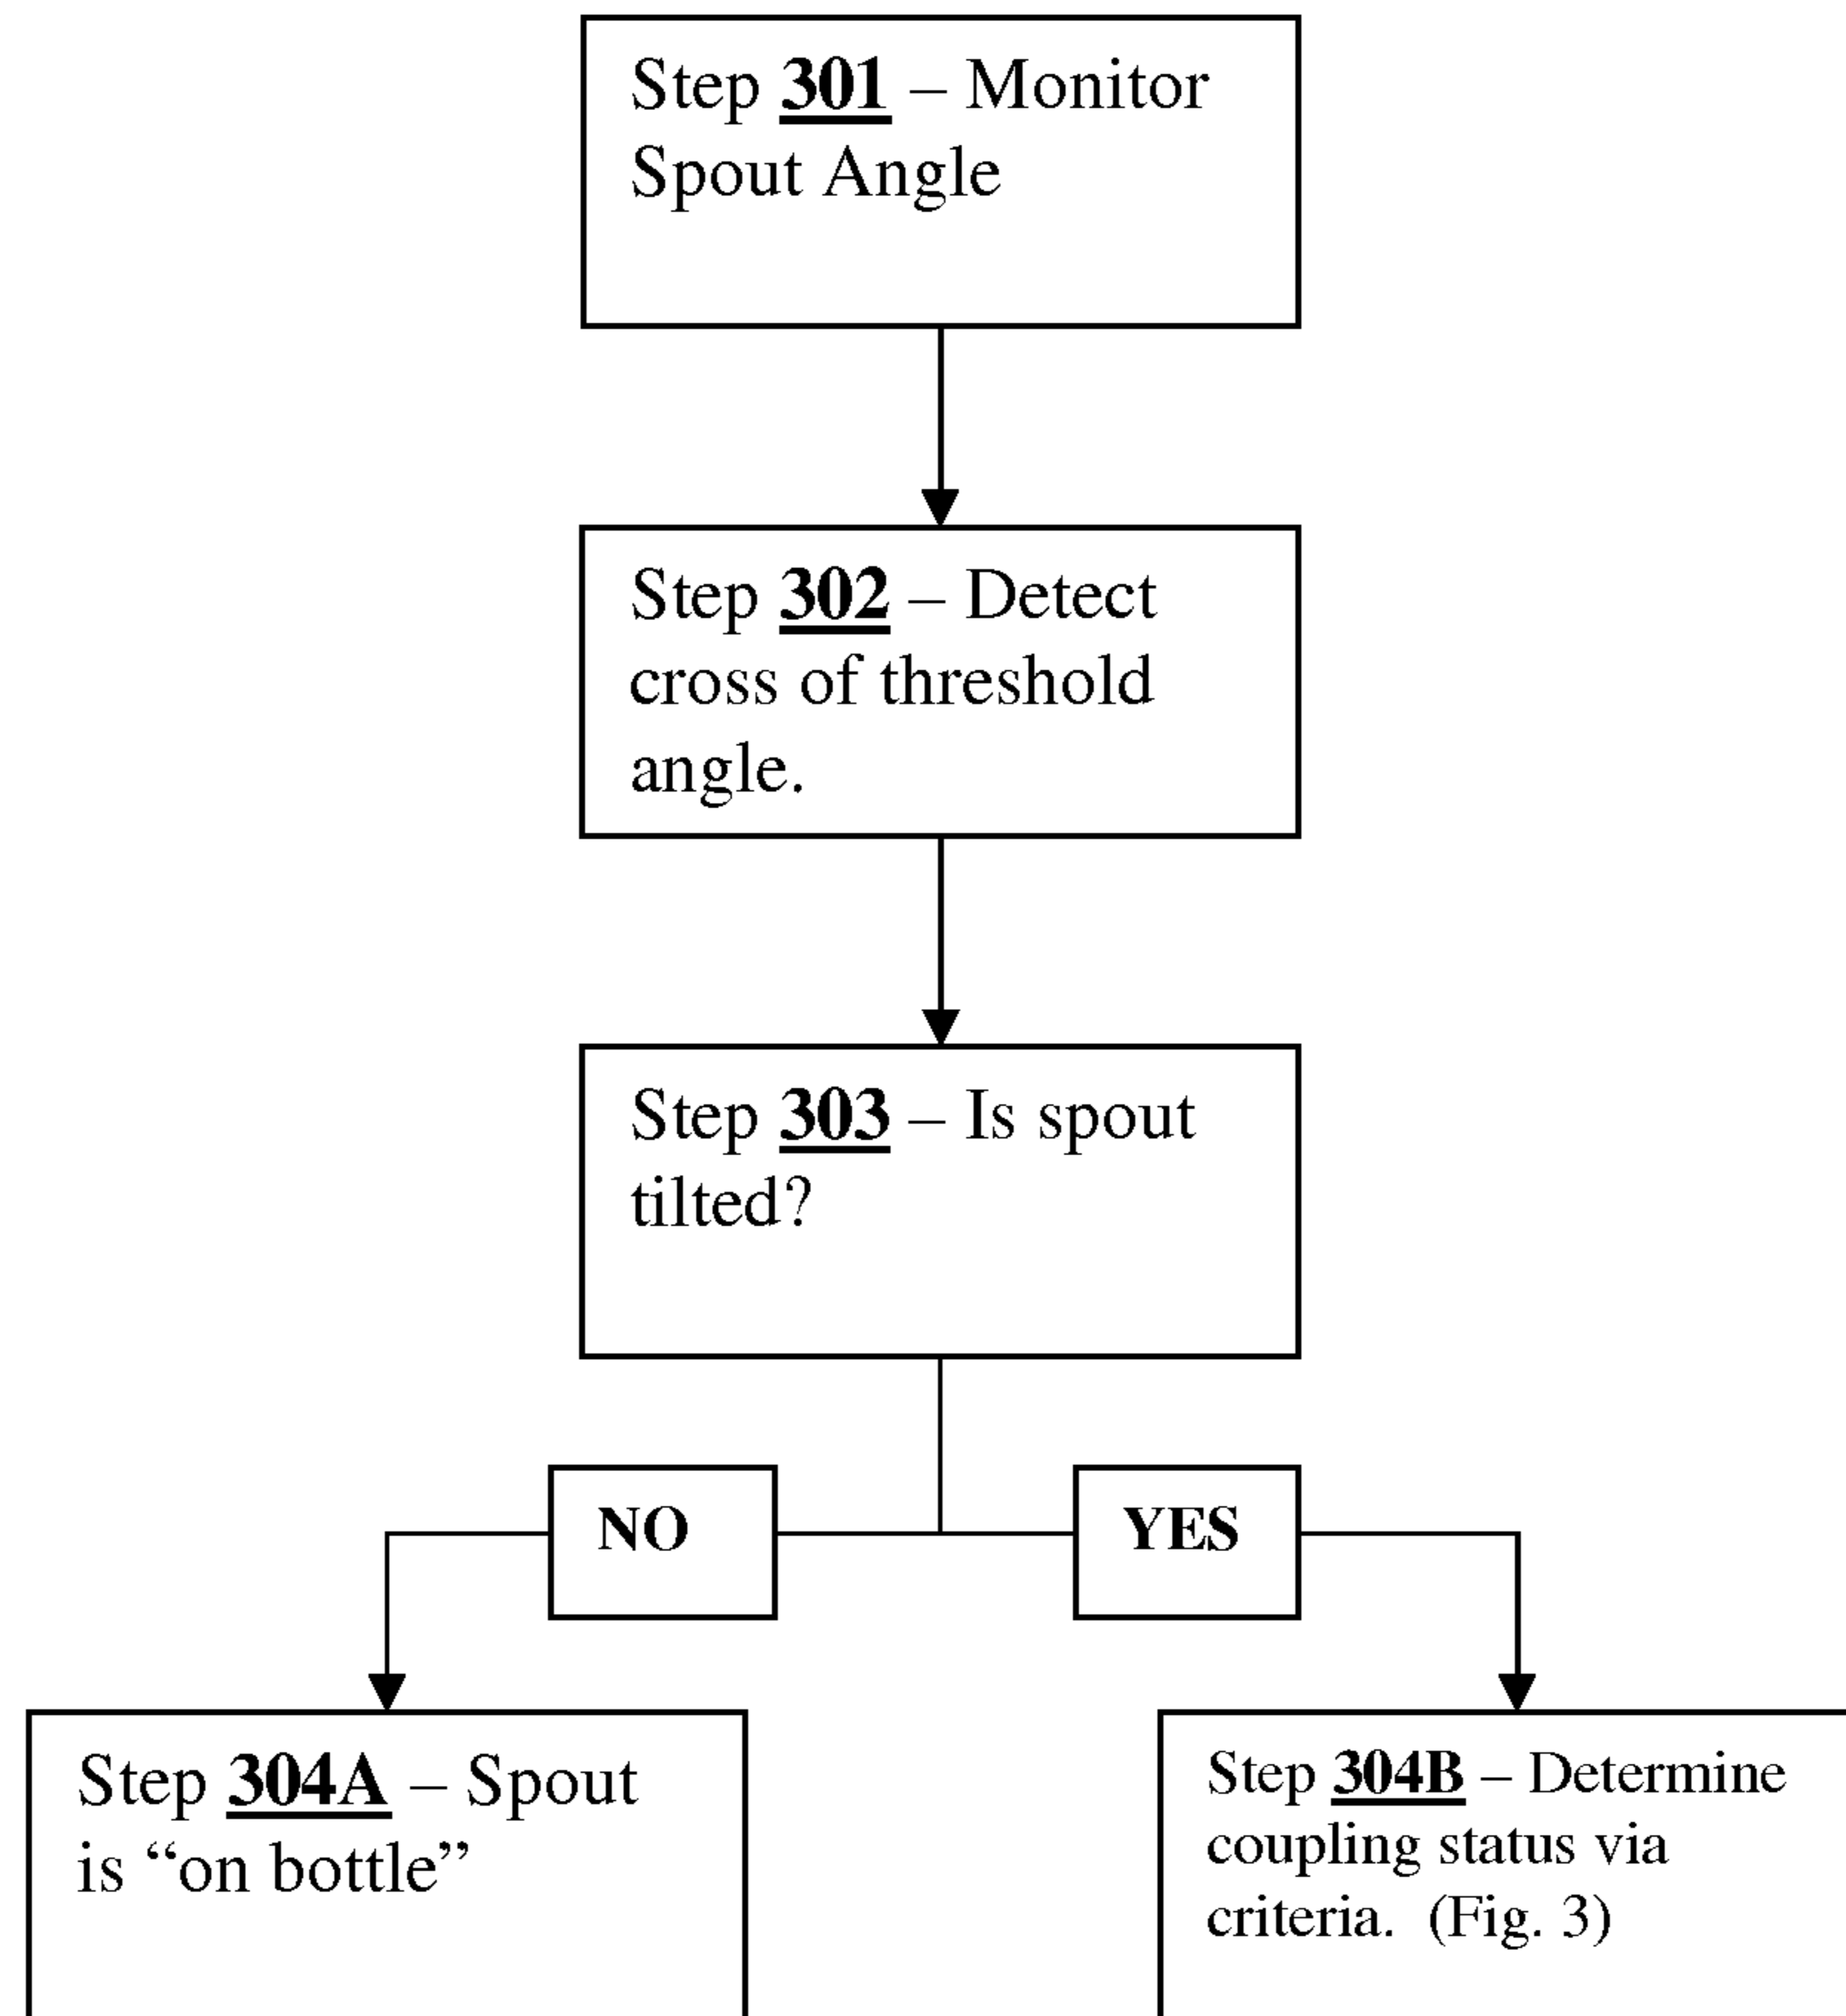 Step 301 – Monitor
Spout Angle
Step 302 – Detect
cross of threshold
angle.
Step 303 – Is spout
tilted?
NO
YES
Step 304A – Spout
is “on bottle”
Step 304B – Determine
coupling status via
criteria.  (Fig. 3)